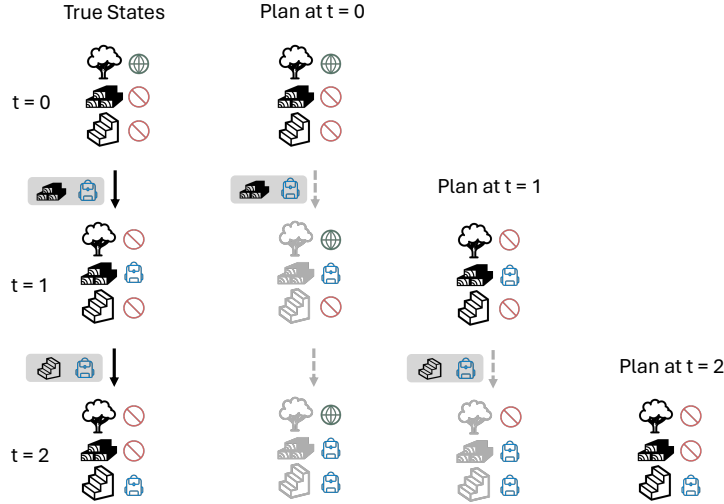 True States
Plan at t = 0
t = 0
Plan at t = 1
t = 1
Plan at t = 2
t = 2